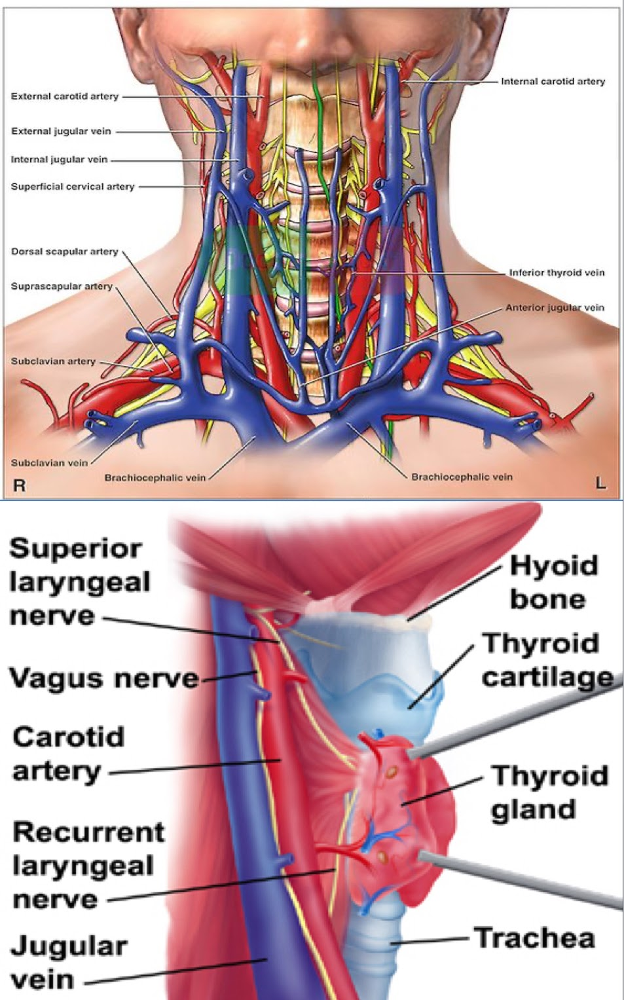 Internal carotid artery
External carotid artery
External jugular vein
Internal jugular vein
Superficial cervical artery
Dorsal scapular artery
Inferior thyroid vein
Suprascapular artery
Anterior jugular vein
Subclavian artery
Subclavian vein
Brachiocephalic vein
Brachiocephalic vein
R
L
Superior
laryngeal
nerve
Hyoid
bone
Thyroid
cartilage
Vagus nerve
Carotid
artery
Thyroid
gland
Recurrent
laryngeal
nerve
Jugular
vein
Trachea